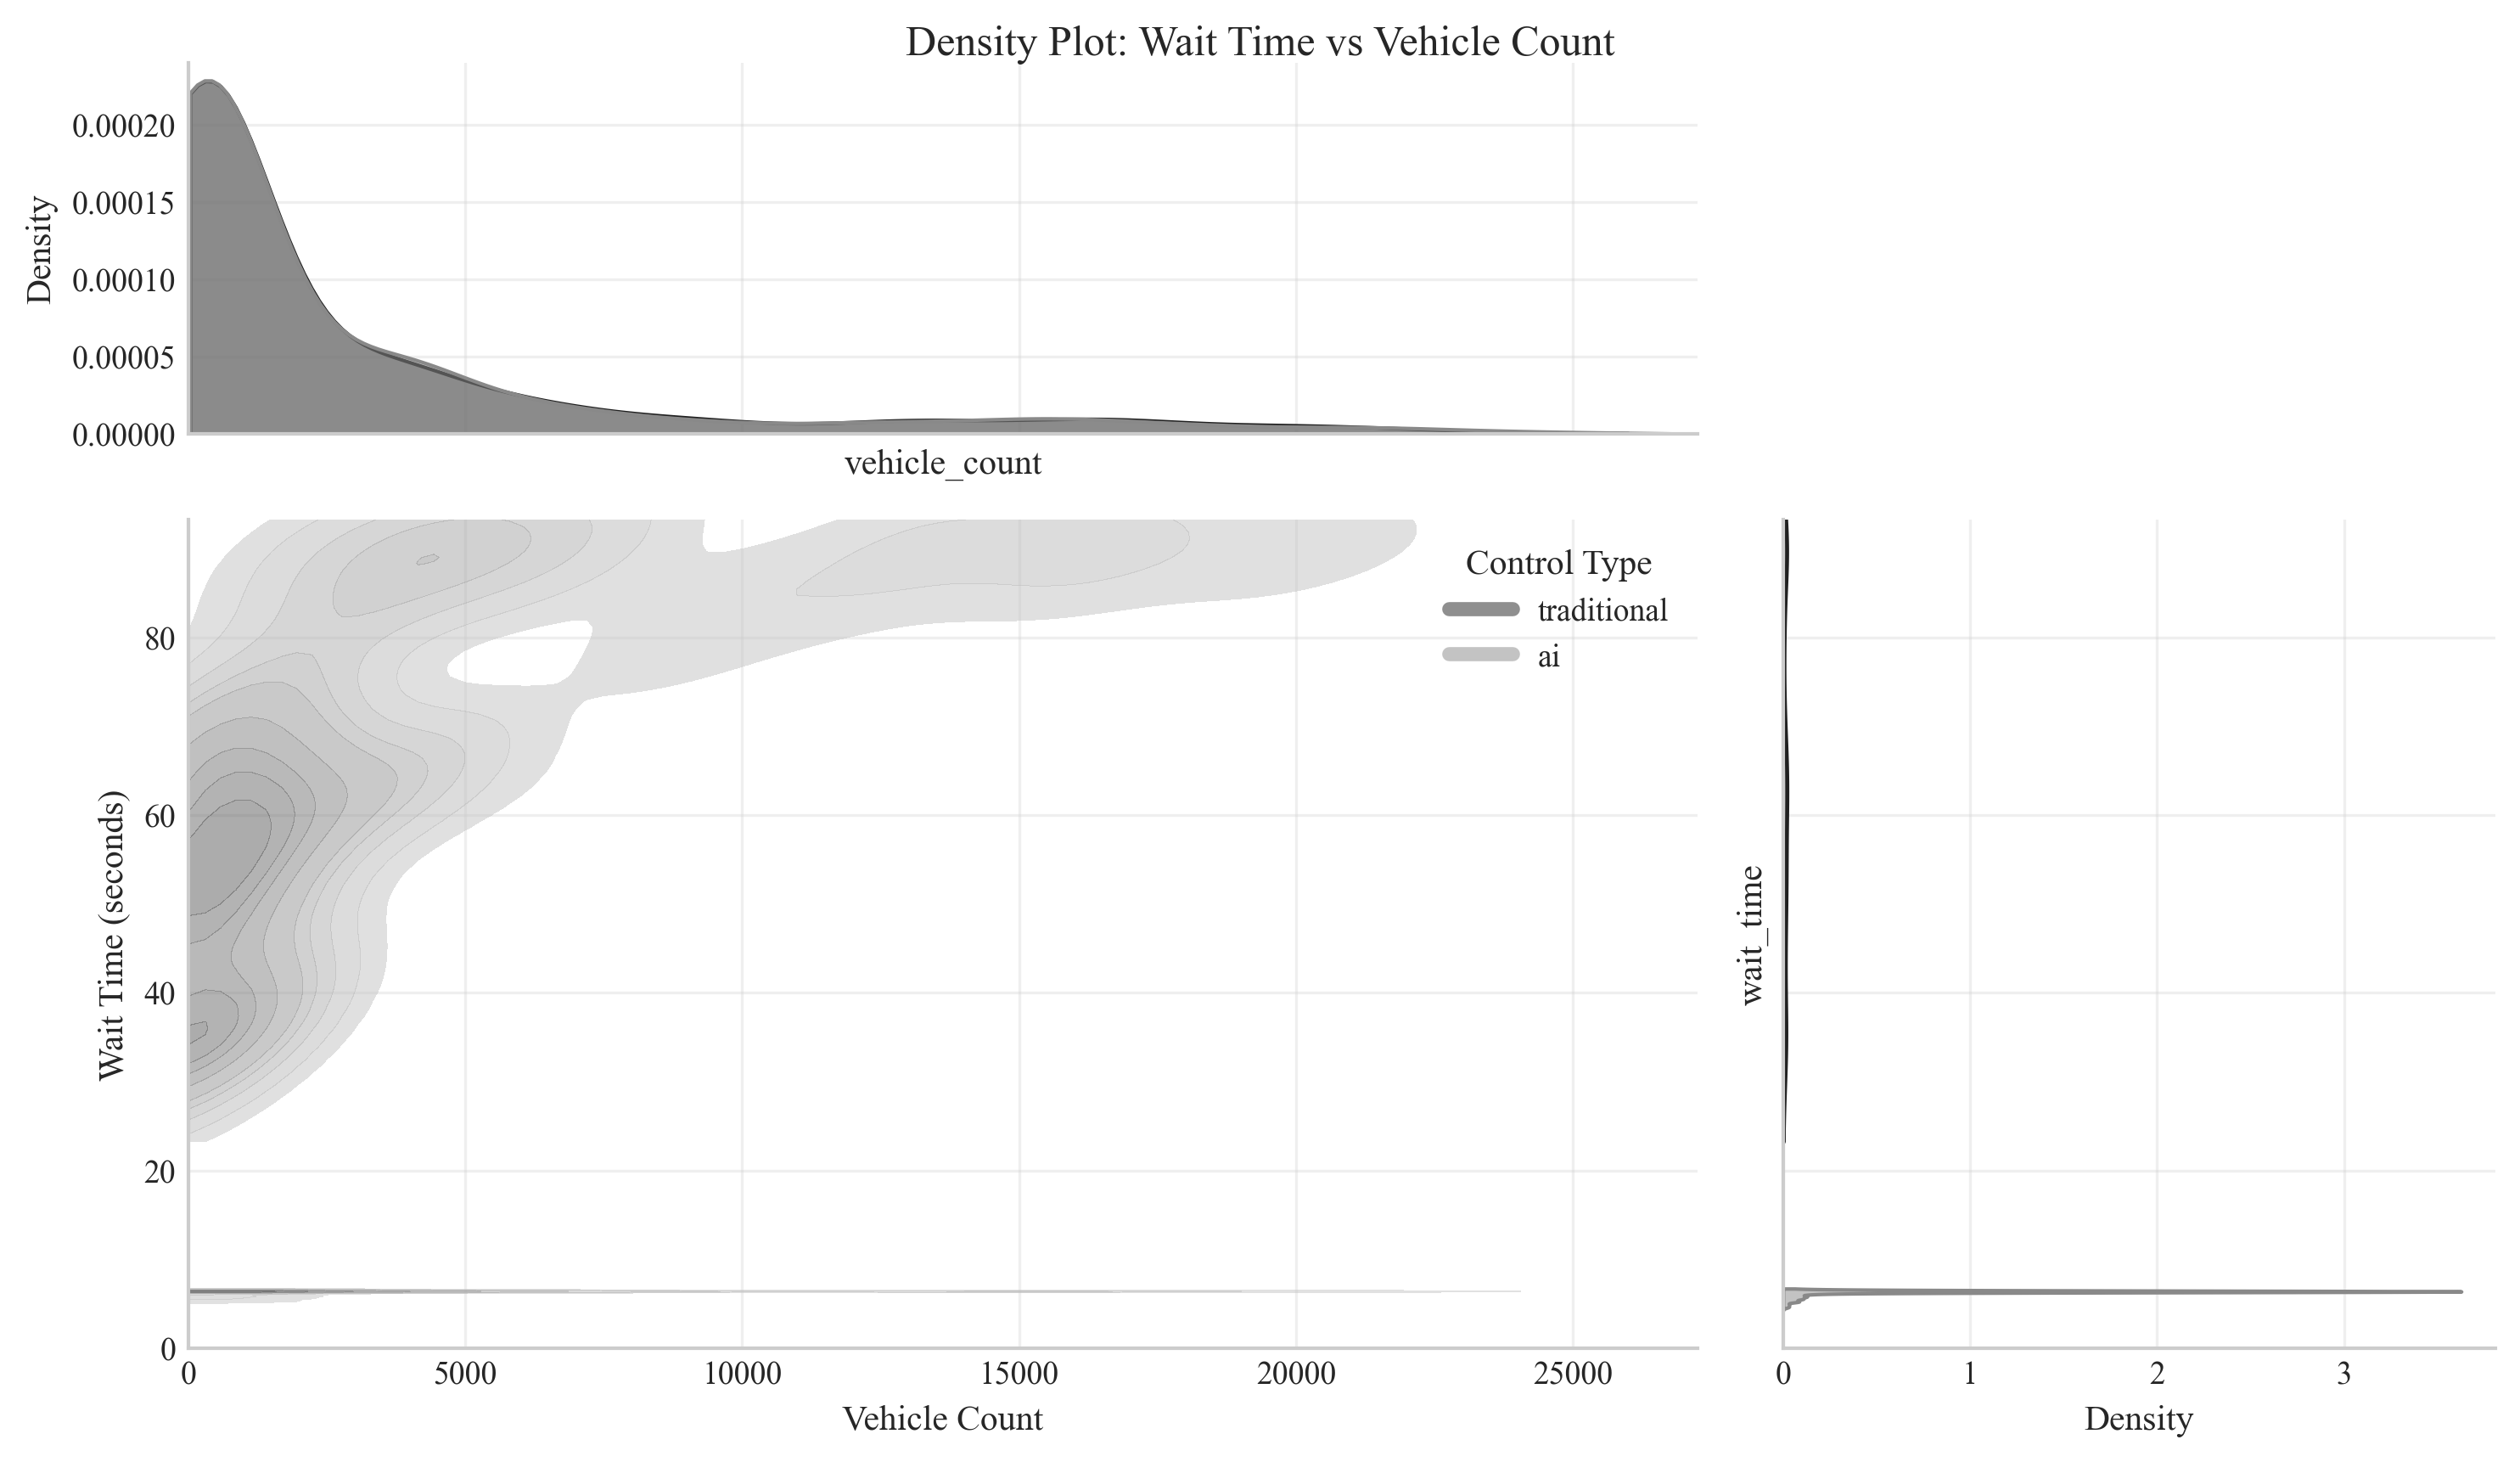 Density Plot: Wait Time vs Vehicle Count
Density
0.00020
0.00015
0.00010
0.00005
0.00000
vehicle_count
Wait Time (seconds)
80
60
40
20
0
0 5000 10000 15000 20000 25000
Vehicle Count
Control Type
traditional
ai
wait_time
0 1 2 3
Density